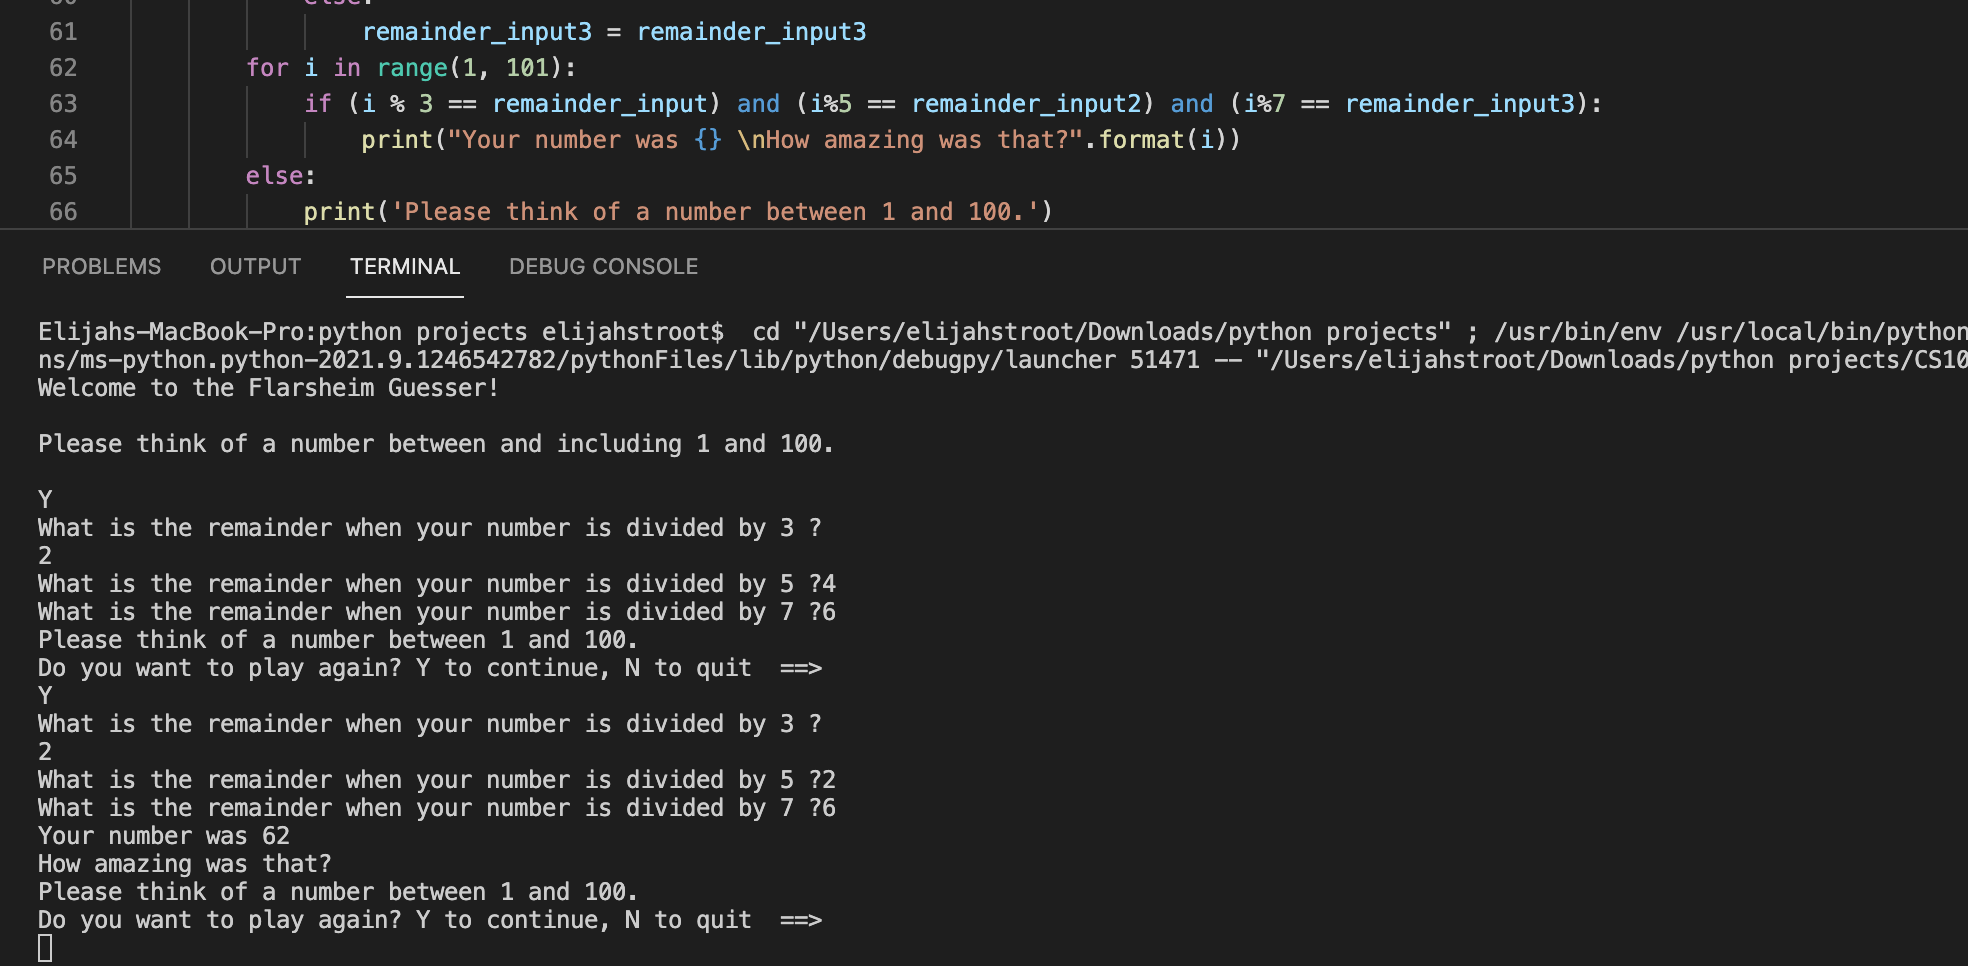 60 else:
61 remainder_input3 = remainder_input3
62 for i in range(1, 101):
63 if (i % 3 == remainder_input) and (i%5 == remainder_input2) and (i%7 == remainder_input3):
64 print("Your number was {} \nHow amazing was that?".format(i))
65 else:
66 print('Please think of a number between 1 and 100.')
PROBLEMS OUTPUT TERMINAL DEBUG CONSOLE
Elijahs-MacBook-Pro:python projects elijahstroot$  cd "/Users/elijahstroot/Downloads/python projects" ; /usr/bin/env /usr/local/bin/python
ns/ms-python.python-2021.9.1246542782/pythonFiles/lib/python/debugpy/launcher 51471 -- "/Users/elijahstroot/Downloads/python projects/CS10
Welcome to the Flarsheim Guesser!
Please think of a number between and including 1 and 100.
Y
What is the remainder when your number is divided by 3 ?
2
What is the remainder when your number is divided by 5 ?4
What is the remainder when your number is divided by 7 ?6
Please think of a number between 1 and 100.
Do you want to play again? Y to continue, N to quit  ==>
Y
What is the remainder when your number is divided by 3 ?
2
What is the remainder when your number is divided by 5 ?2
What is the remainder when your number is divided by 7 ?6
Your number was 62
How amazing was that?
Please think of a number between 1 and 100.
Do you want to play again? Y to continue, N to quit  ==>